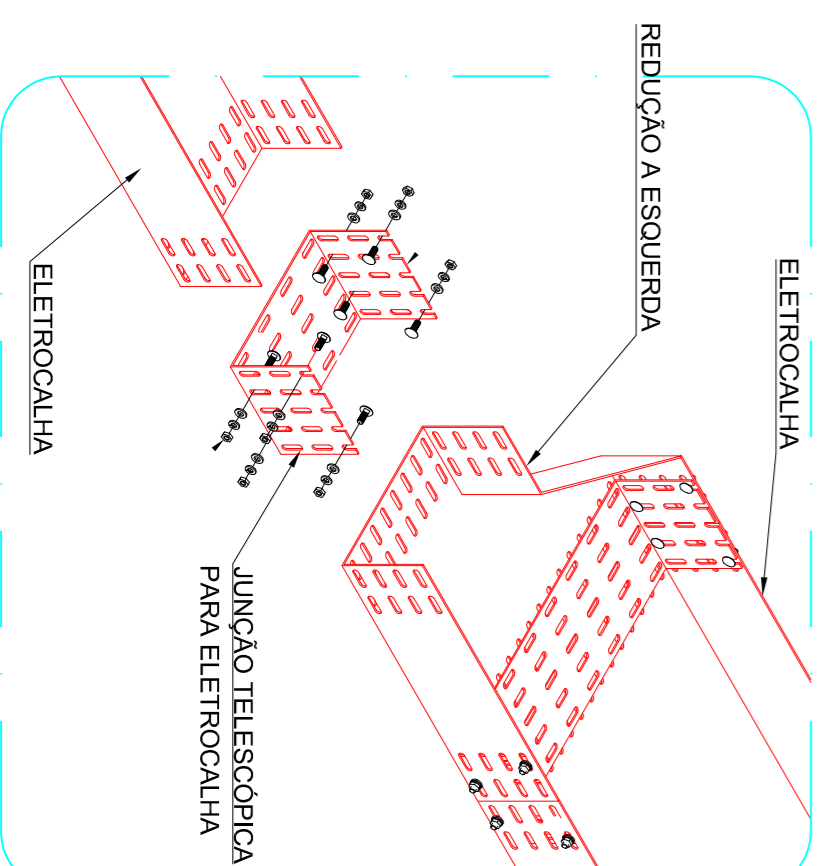 ELETROCALHA
REDUÇÃO A ESQUERDA
JUNÇÃO TELESCÓPICA
PARA ELETROCALHA
ELETROCALHA